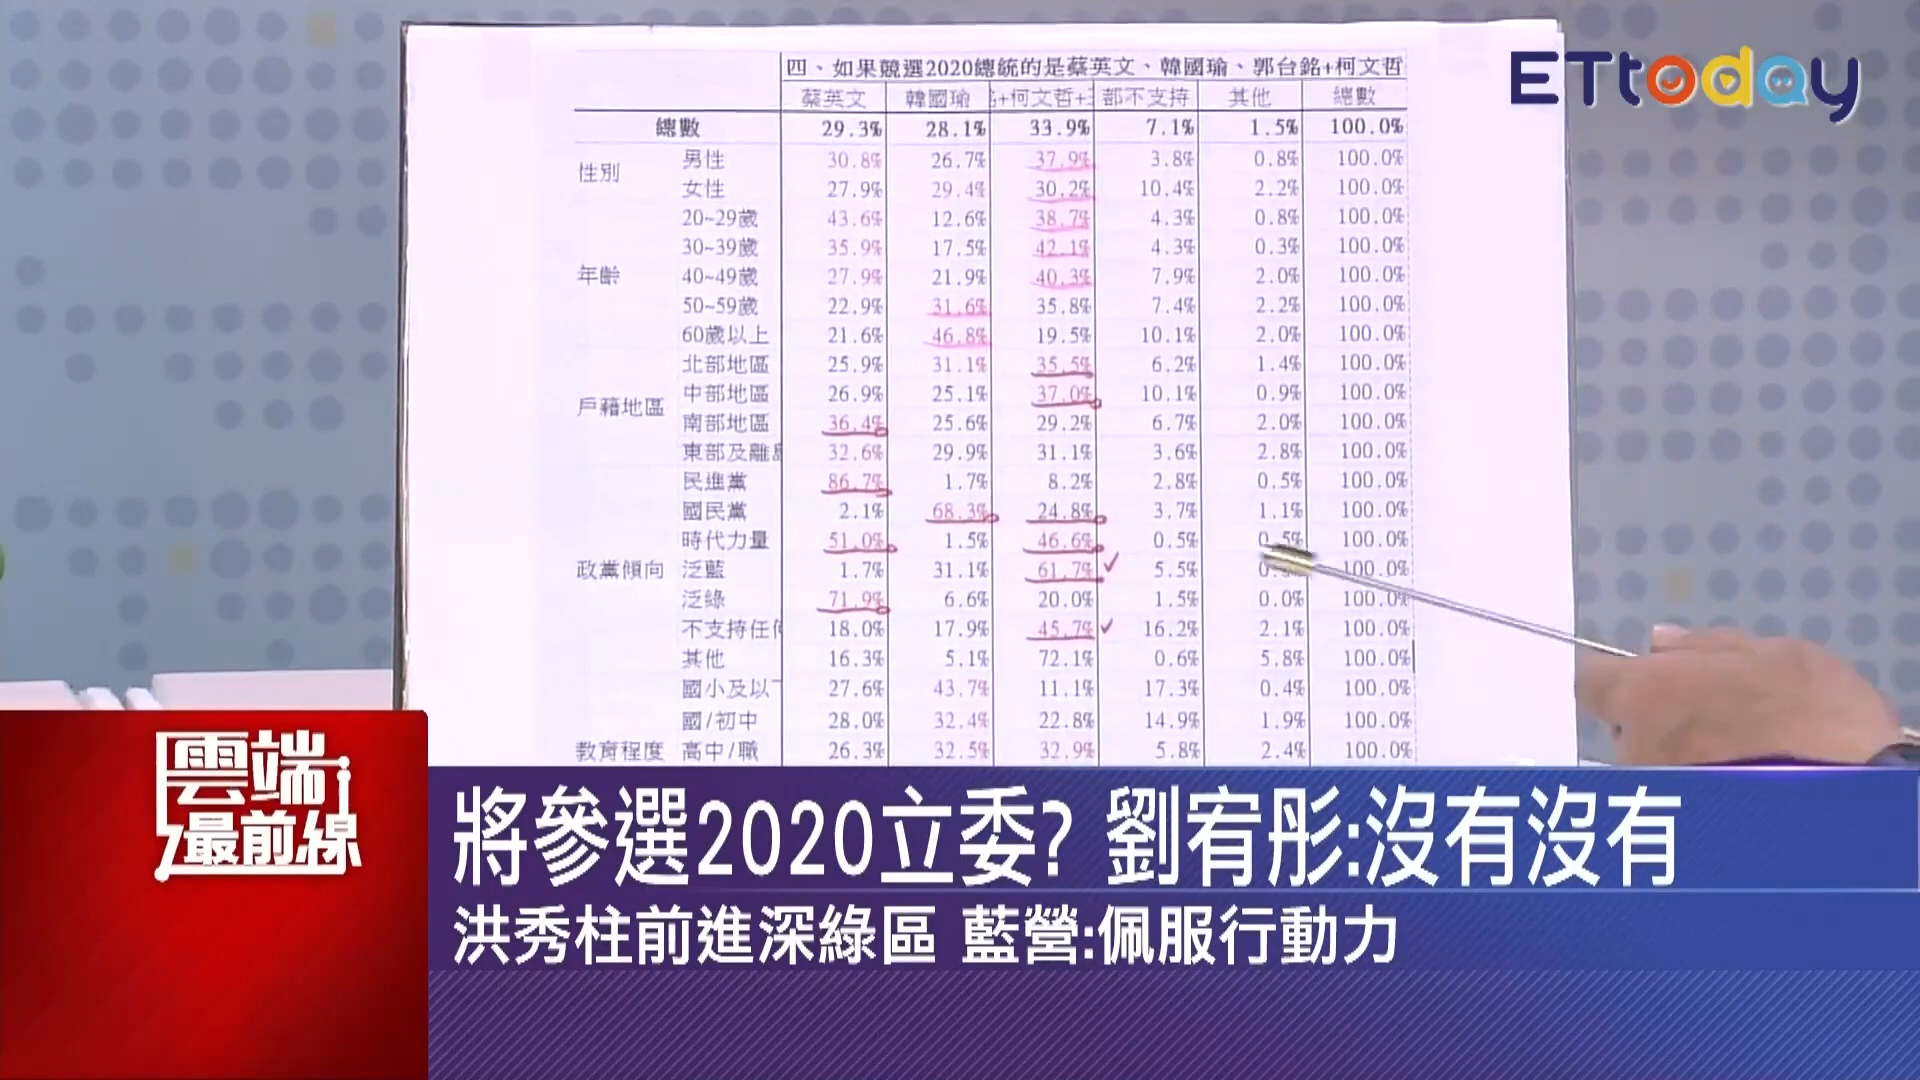 四、如果競選2020總統的是蔡英文、韓國瑜、郭台銘+柯文哲
ETtoday
蔡英文 韓國瑜 +柯文哲+ 都不支持 其他 總數
總數 29.3% 28.1% 33.9% 7.1% 1.5% 100.0%
性別 男性 30.8% 26.7% 37.9% 3.8% 0.8% 100.0%
女性 27.9% 29.4% 30.2% 10.4% 2.2% 100.0%
20~29歲 43.6% 12.6% 38.7% 4.3% 0.8% 100.0%
30~39歲 35.9% 17.5% 42.1% 4.3% 0.3% 100.0%
年齡 40~49歲 27.9% 21.9% 40.3% 7.9% 2.0% 100.0%
50~59歲 22.9% 31.6% 35.8% 7.4% 2.2% 100.0%
60歲以上 21.6% 46.8% 19.5% 10.1% 2.0% 100.0%
北部地區 25.9% 31.1% 35.5% 6.2% 1.4% 100.0%
戶籍地區 中部地區 26.9% 25.1% 37.0% 10.1% 0.9% 100.0%
南部地區 36.4% 25.6% 29.2% 6.7% 2.0% 100.0%
東部及離島 32.6% 29.9% 31.1% 3.6% 2.8% 100.0%
民進黨 86.7% 1.7% 8.2% 2.8% 0.5% 100.0%
國民黨 2.1% 68.3% 24.8% 3.7% 1.1% 100.0%
時代力量 51.0% 1.5% 46.6% 0.5% 0.5% 100.0%
政黨傾向 泛藍 1.7% 31.1% 61.7% 5.5% 100.0%
泛綠 71.9% 6.6% 20.0% 1.5% 0.0% 100.0%
不支持任何 18.0% 17.9% 45.7% 16.2% 2.1% 100.0%
其他 16.3% 5.1% 72.1% 0.6% 5.8% 100.0%
國小及以下 27.6% 43.7% 11.1% 17.3% 0.4% 100.0%
國/初中 28.0% 32.4% 22.8% 14.9% 1.9% 100.0%
教育程度 高中/職 26.3% 32.5% 32.9% 5.8% 2.4% 100.0%
雲端
最前線
將參選2020立委? 劉宥彤:沒有沒有
洪秀柱前進深綠區 藍營:佩服行動力